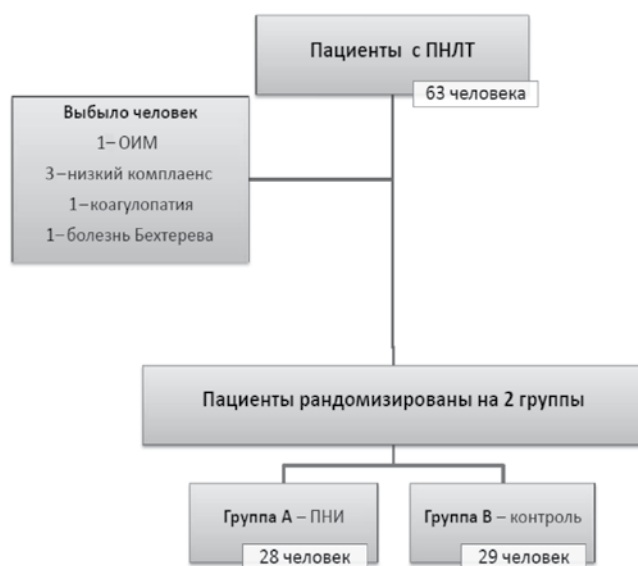 Пациенты с ПНЛТ
63 человека
Выбыло человек
1– ОИМ
3–низкий комплаенс
1–коагулопатия
1–болезнь Бехтерева
Пациенты рандомизированы на 2 группы
Группа А – ПНИ
28 человек
Группа В – контроль
29 человек